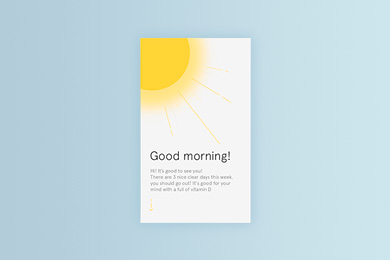 Good morning!
Hi! It's good to see you!
There are 3 nice clear days this week,
you should go out! It's good for your
mind with a full of vitamin D